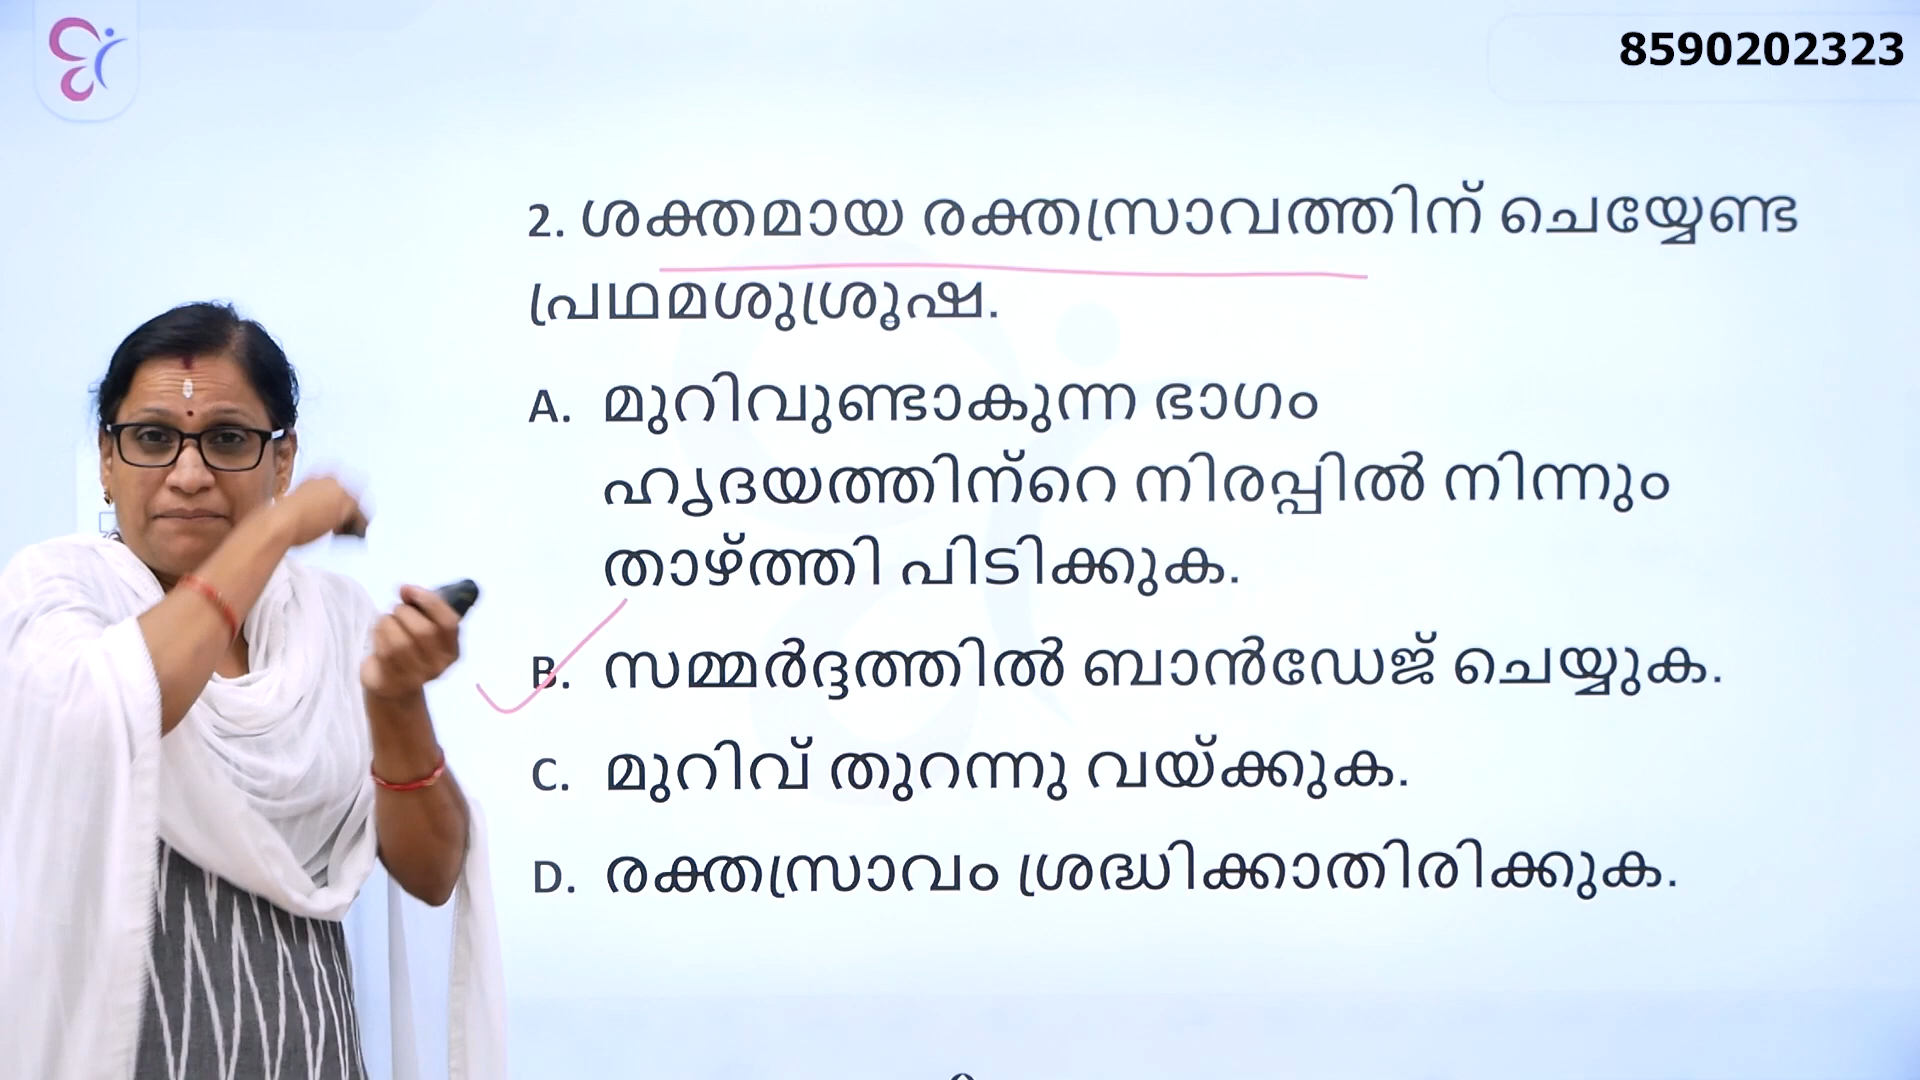 8590202323
2. ശക്തമായ രക്തസ്രാവത്തിന് ചെയ്യേണ്ട
പ്രഥമശുശ്രൂഷ.
A. മുറിവുണ്ടാകുന്ന ഭാഗം
ഹൃദയത്തിന്റെ നിരപ്പിൽ നിന്നും
താഴ്ത്തി പിടിക്കുക.
B. സമ്മർദ്ദത്തിൽ ബാൻഡേജ് ചെയ്യുക.
C. മുറിവ് തുറന്നു വയ്ക്കുക.
D. രക്തസ്രാവം ശ്രദ്ധിക്കാതിരിക്കുക.